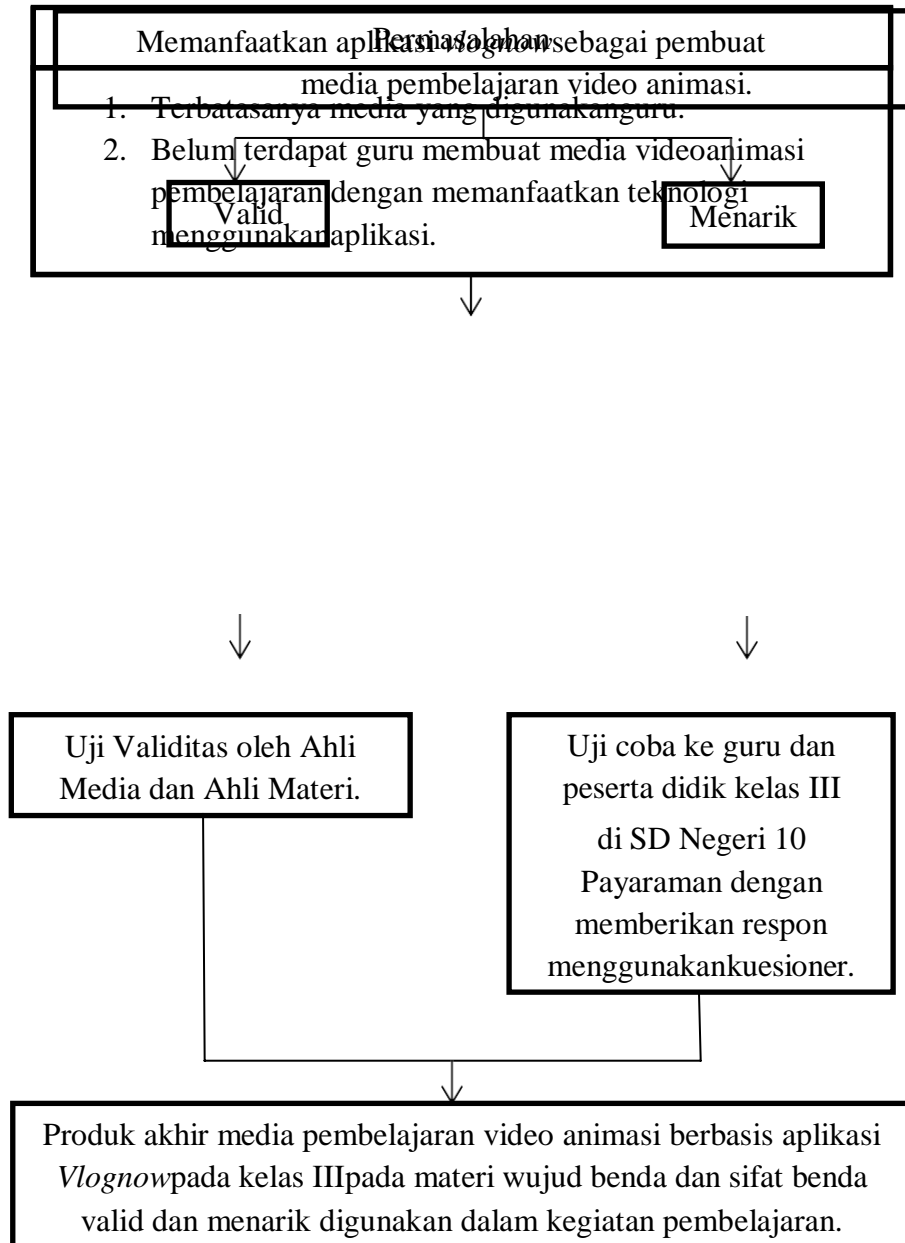 Permasalahan
1. Terbatasanya media yang digunakanguru.
2. Belum terdapat guru membuat media videoanimasi
pembelajaran dengan memanfaatkan teknologi
menggunakanaplikasi.
Memanfaatkan aplikasi vlognowsebagai pembuat
media pembelajaran video animasi.
Valid
Menarik
Uji Validitas oleh Ahli
Media dan Ahli Materi.
Uji coba ke guru dan
peserta didik kelas III
di SD Negeri 10
Payaraman dengan
memberikan respon
menggunakankuesioner.
Produk akhir media pembelajaran video animasi berbasis aplikasi
Vlognowpada kelas IIIpada materi wujud benda dan sifat benda
valid dan menarik digunakan dalam kegiatan pembelajaran.